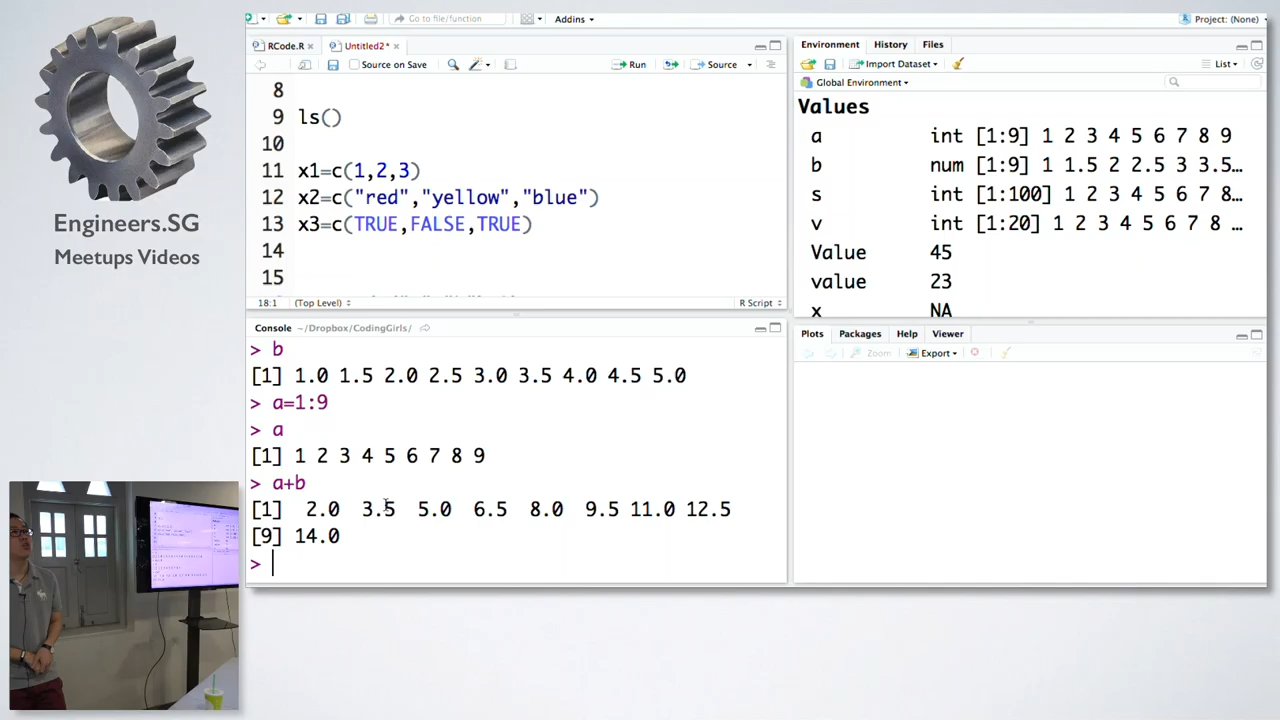 Engineers.SG
Meetups Videos
Go to file/function
Addins
Project: (None)
RCode.R
Untitled2*
Source on Save
Run
Source
8
9 ls()
10
11 x1=c(1,2,3)
12 x2=c("red","yellow","blue")
13 x3=c(TRUE,FALSE,TRUE)
14
15
18:1 (Top Level) R Script
Console ~/Dropbox/CodingGirls/
> b
[1] 1.0 1.5 2.0 2.5 3.0 3.5 4.0 4.5 5.0
> a=1:9
> a
[1] 1 2 3 4 5 6 7 8 9
> a+b
[1] 2.0 3.5 5.0 6.5 8.0 9.5 11.0 12.5
[9] 14.0
>
Environment History Files
Import Dataset List
Global Environment
Values
a int [1:9] 1 2 3 4 5 6 7 8 9
b num [1:9] 1 1.5 2 2.5 3 3.5…
s int [1:100] 1 2 3 4 5 6 7 8…
v int [1:20] 1 2 3 4 5 6 7 8 …
Value 45
value 23
x NA
Plots Packages Help Viewer
Zoom Export